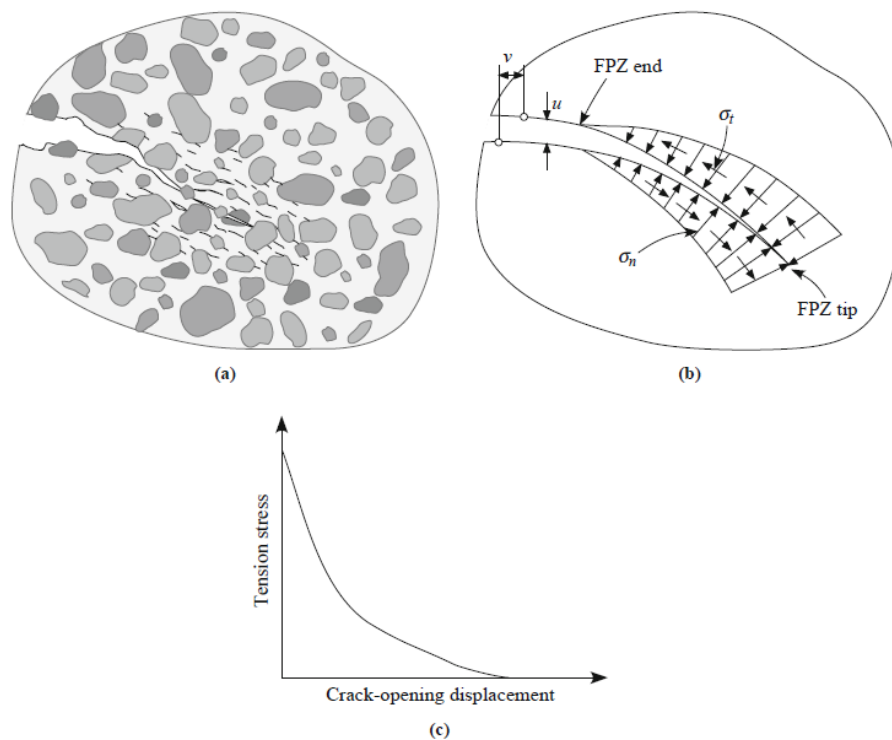 v
FPZ end
u
σt
σn
FPZ tip
(a)
(b)
Tension stress
Crack-opening displacement
(c)